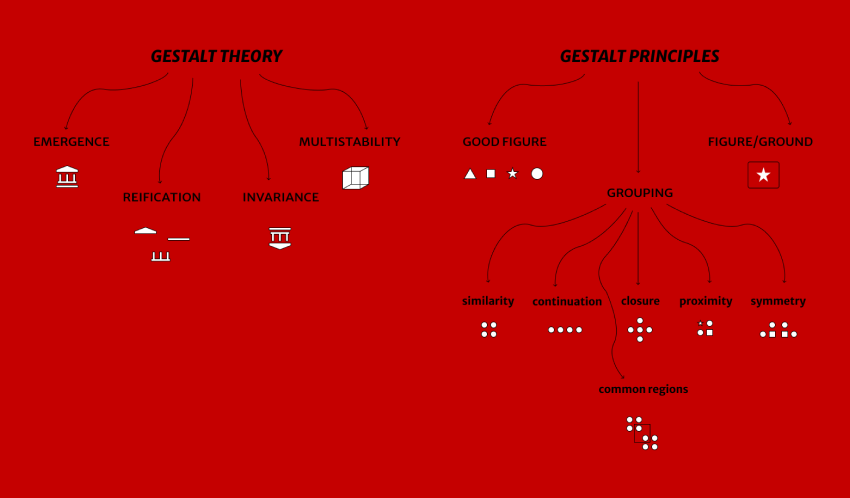 GESTALT THEORY
GESTALT PRINCIPLES
EMERGENCE
MULTISTABILITY
GOOD FIGURE
FIGURE/GROUND
REIFICATION
INVARIANCE
GROUPING
similarity
continuation
closure
proximity
symmetry
common regions